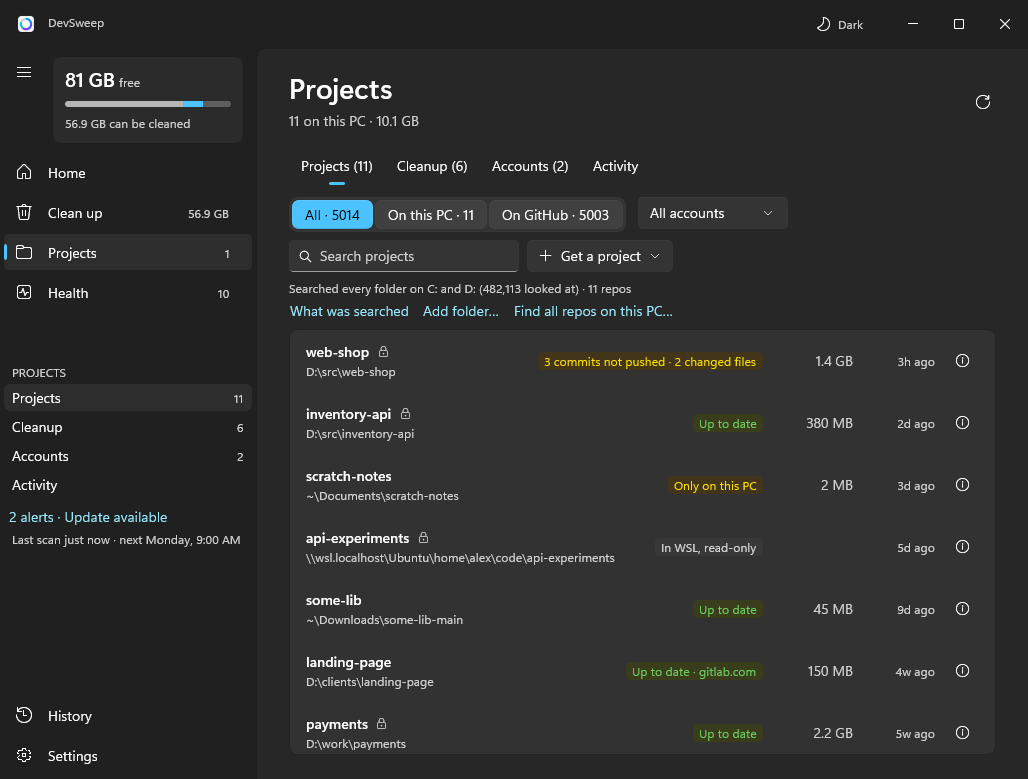 DevSweep
Dark
81 GB free
56.9 GB can be cleaned
Home
Clean up 56.9 GB
Projects 1
Health 10
PROJECTS
Projects 11
Cleanup 6
Accounts 2
Activity
2 alerts · Update available
Last scan just now · next Monday, 9:00 AM
History
Settings
Projects
11 on this PC · 10.1 GB
Projects (11) Cleanup (6) Accounts (2) Activity
All · 5014 On this PC · 11 On GitHub · 5003 All accounts
Search projects Get a project
Searched every folder on C: and D: (482,113 looked at) · 11 repos
What was searched Add folder... Find all repos on this PC...
web-shop
D:\src\web-shop
3 commits not pushed · 2 changed files 1.4 GB 3h ago
inventory-api
D:\src\inventory-api
Up to date 380 MB 2d ago
scratch-notes
~\Documents\scratch-notes
Only on this PC 2 MB 3d ago
api-experiments
\\wsl.localhost\Ubuntu\home\alex\code\api-experiments
In WSL, read-only 5d ago
some-lib
~\Downloads\some-lib-main
Up to date 45 MB 9d ago
landing-page
D:\clients\landing-page
Up to date · gitlab.com 150 MB 4w ago
payments
D:\work\payments
Up to date 2.2 GB 5w ago